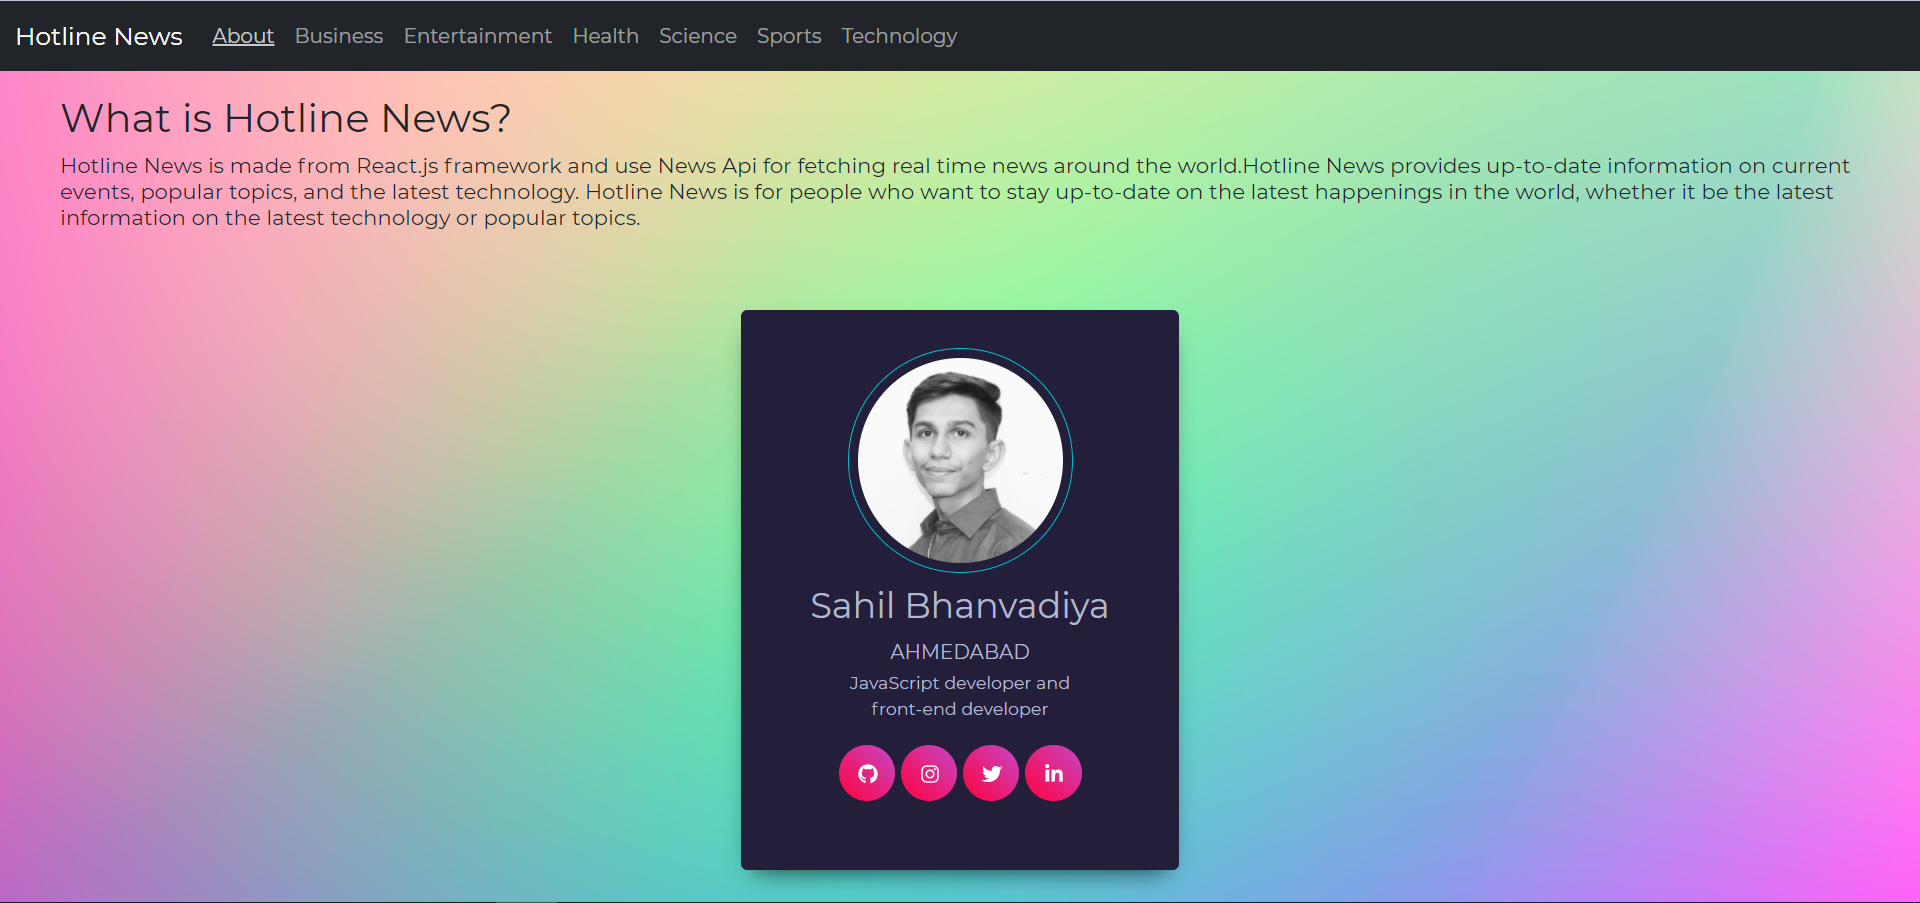 Hotline News About Business Entertainment Health Science Sports Technology
What is Hotline News?
Hotline News is made from React.js framework and use News Api for fetching real time news around the world.Hotline News provides up-to-date information on current
events, popular topics, and the latest technology. Hotline News is for people who want to stay up-to-date on the latest happenings in the world, whether it be the latest
information on the latest technology or popular topics.
Sahil Bhanvadiya
AHMEDABAD
JavaScript developer and
front-end developer